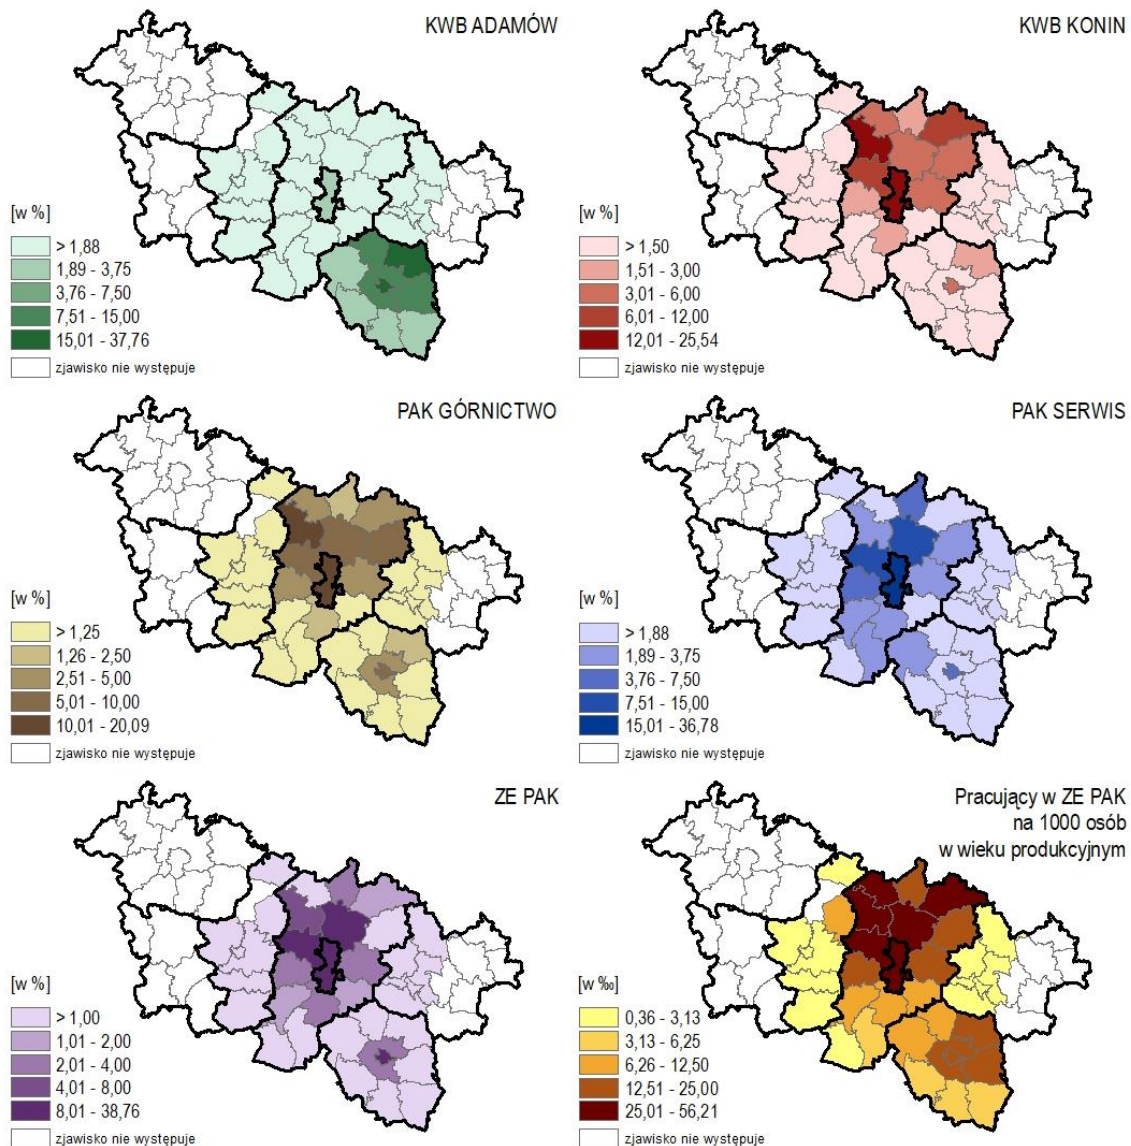 KWB ADAMÓW
[w %]
> 1,88
1,89 - 3,75
3,76 - 7,50
7,51 - 15,00
15,01 - 37,76
zjawisko nie występuje
KWB KONIN
[w %]
> 1,50
1,51 - 3,00
3,01 - 6,00
6,01 - 12,00
12,01 - 25,54
zjawisko nie występuje
PAK GÓRNICTWO
[w %]
> 1,25
1,26 - 2,50
2,51 - 5,00
5,01 - 10,00
10,01 - 20,09
zjawisko nie występuje
PAK SERWIS
[w %]
> 1,88
1,89 - 3,75
3,76 - 7,50
7,51 - 15,00
15,01 - 36,78
zjawisko nie występuje
ZE PAK
[w %]
> 1,00
1,01 - 2,00
2,01 - 4,00
4,01 - 8,00
8,01 - 38,76
zjawisko nie występuje
Pracujący w ZE PAK
na 1000 osób
w wieku produkcyjnym
[w ‰]
0,36 - 3,13
3,13 - 6,25
6,26 - 12,50
12,51 - 25,00
25,01 - 56,21
zjawisko nie występuje